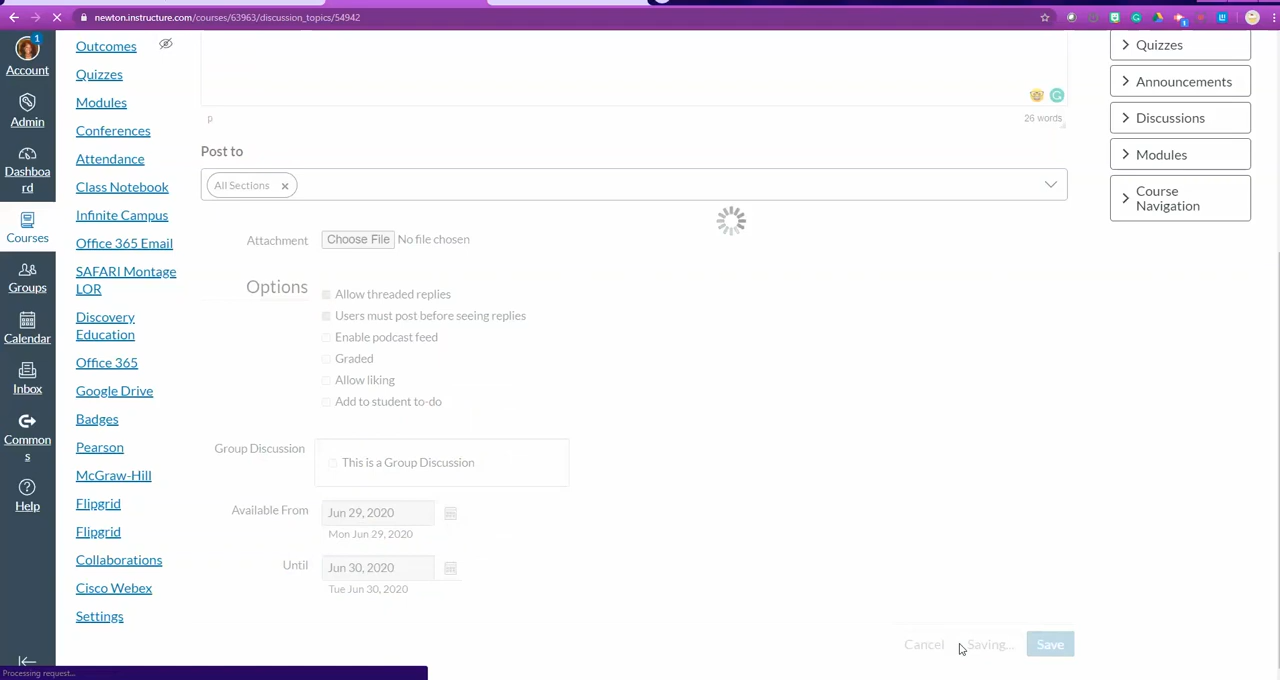 newton.instructure.com/courses/63963/discussion_topics/54942
1
Account
Admin
Dashboa
rd
Courses
Groups
Calendar
Inbox
Common
s
Help
Outcomes
Quizzes
Modules
Conferences
Attendance
Class Notebook
Infinite Campus
Office 365 Email
SAFARI Montage
LOR
Discovery
Education
Office 365
Google Drive
Badges
Pearson
McGraw-Hill
Flipgrid
Flipgrid
Collaborations
Cisco Webex
Settings
p
26 words
Post to
All Sections
Attachment Choose File No file chosen
Options
Allow threaded replies
Users must post before seeing replies
Enable podcast feed
Graded
Allow liking
Add to student to-do
Group Discussion
This is a Group Discussion
Available From
Jun 29, 2020
Mon Jun 29, 2020
Until
Jun 30, 2020
Tue Jun 30, 2020
Cancel Saving... Save
Quizzes
Announcements
Discussions
Modules
Course
Navigation
Processing request...